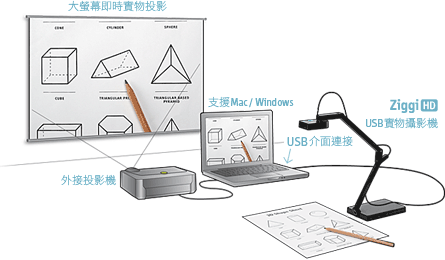 大螢幕即時實物投影
CONE
CYLINDER
SPHERE
CUBE
TRIANGULAR
TRIANGULAR BASED
PYRAMID
支援Mac/ Windows
Ziggi HD
USB實物攝影機
USB介面連接
外接投影機
3D Shapes Sheet